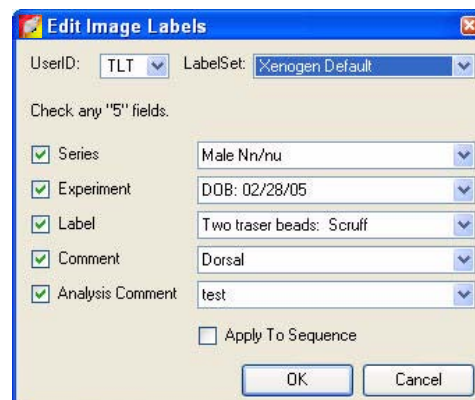 Edit Image Labels
UserID: TLT LabelSet: Xenogen Default
Check any "5" fields.
Series Male Nn/nu
Experiment DOB: 02/28/05
Label Two traser beads: Scruff
Comment Dorsal
Analysis Comment test
Apply To Sequence
OK Cancel